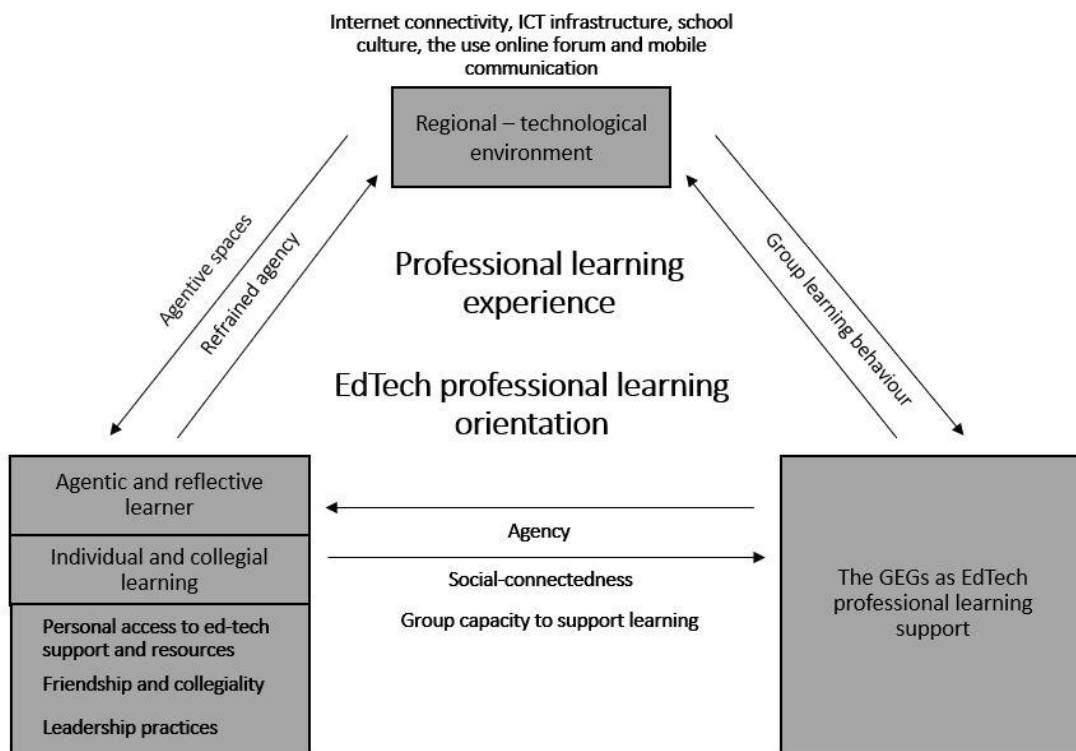 Internet connectivity, ICT infrastructure, school
culture, the use online forum and mobile
communication
Regional – technological
environment
Agentive spaces
Refrained agency
Group learning behaviour
Professional learning
experience
EdTech professional learning
orientation
Agentic and reflective
learner
Individual and collegial
learning
Personal access to ed-tech
support and resources
Friendship and collegiality
Leadership practices
Agency
Social-connectedness
Group capacity to support learning
The GEGs as EdTech
professional learning
support